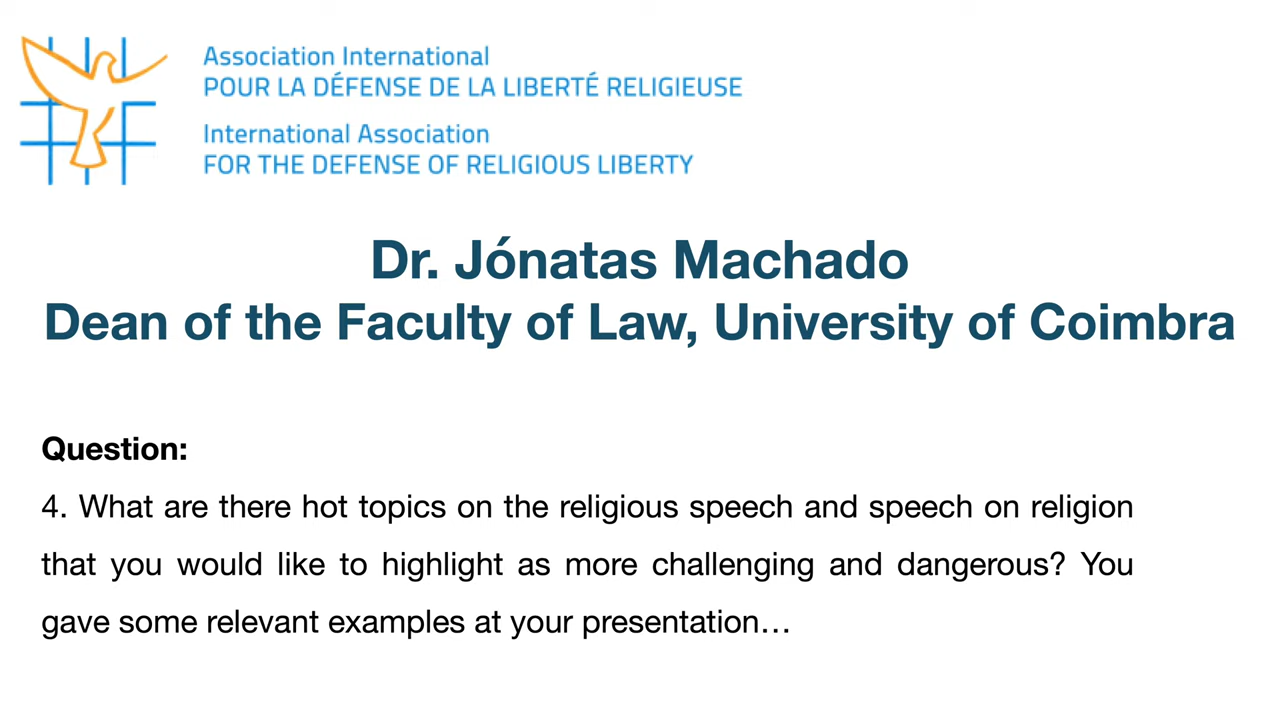 Association International
POUR LA DÉFENSE DE LA LIBERTÉ RELIGIEUSE
International Association
FOR THE DEFENSE OF RELIGIOUS LIBERTY
Dr. Jónatas Machado
Dean of the Faculty of Law, University of Coimbra
Question:
4. What are there hot topics on the religious speech and speech on religion
that you would like to highlight as more challenging and dangerous? You
gave some relevant examples at your presentation…